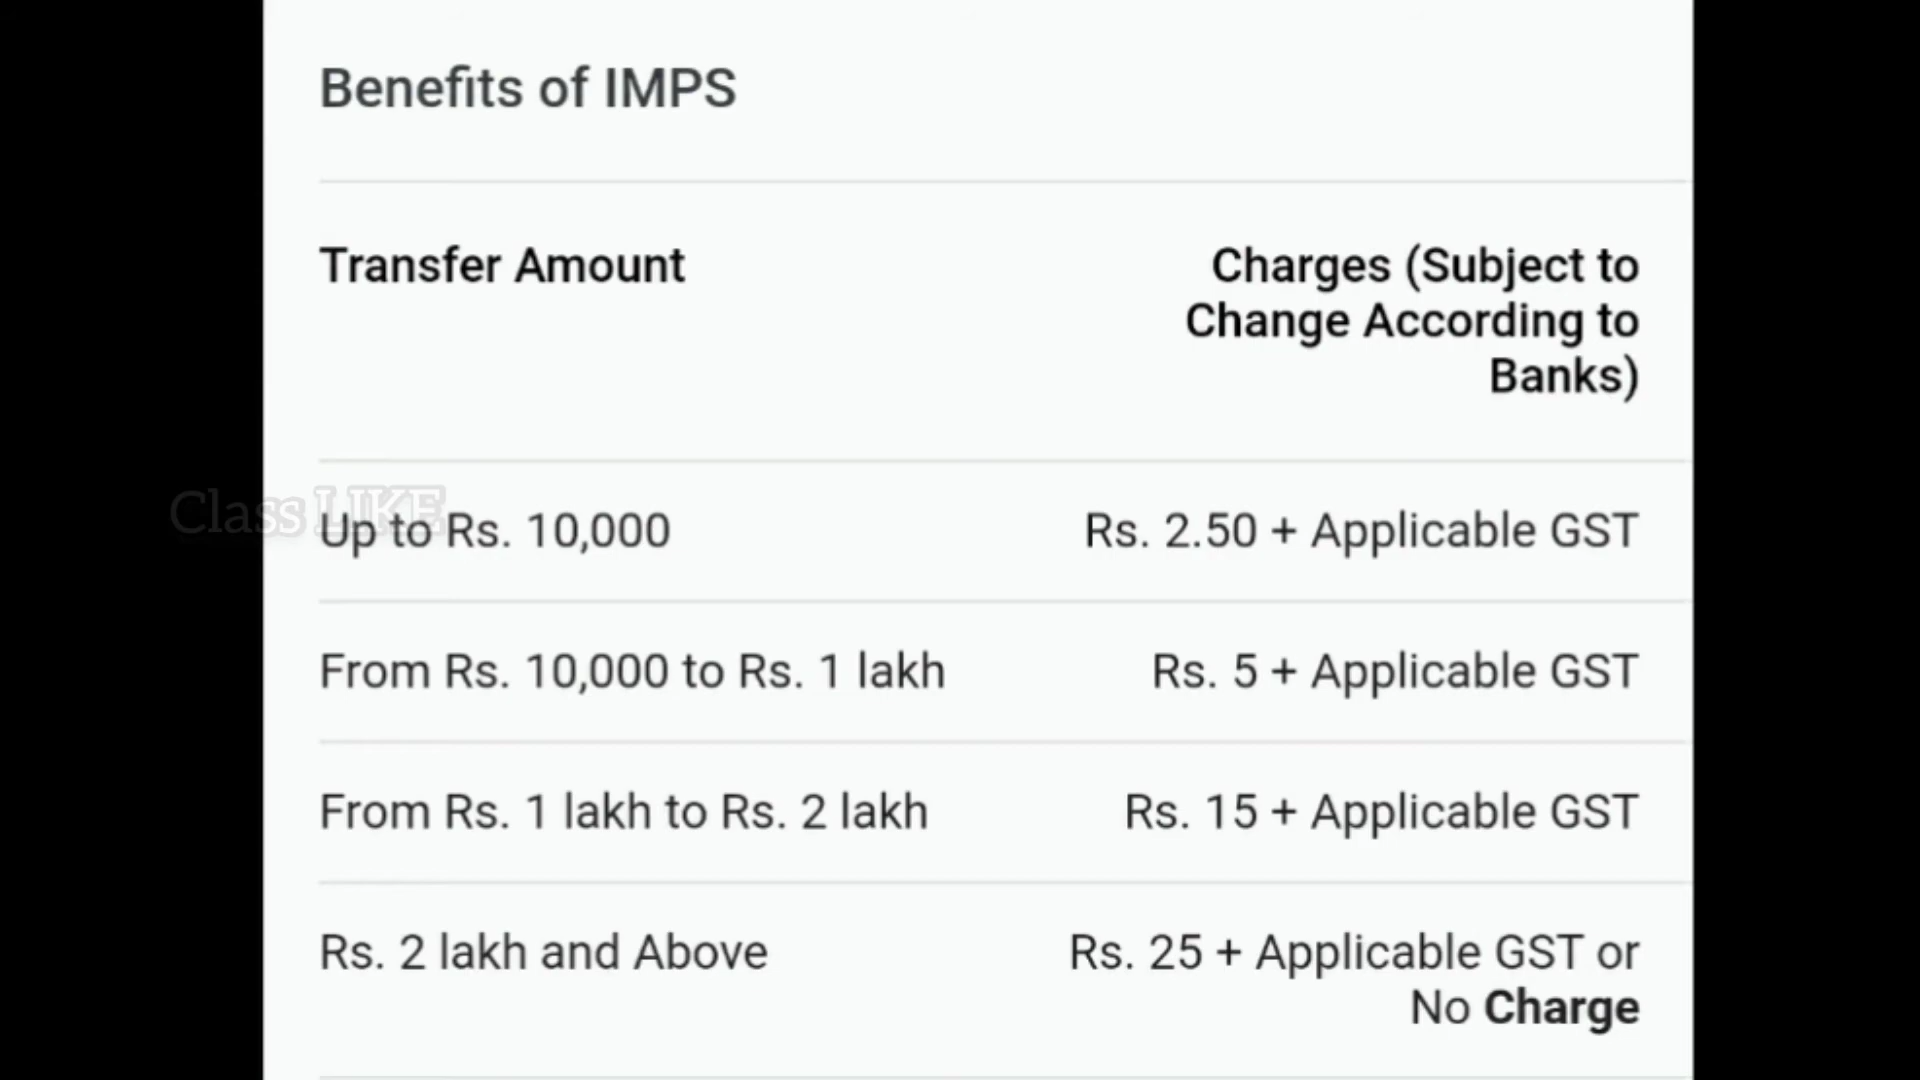 Benefits of IMPS
Transfer Amount
Charges (Subject to
Change According to
Banks)
Class LIKE
Up to Rs. 10,000
Rs. 2.50 + Applicable GST
From Rs. 10,000 to Rs. 1 lakh
Rs. 5 + Applicable GST
From Rs. 1 lakh to Rs. 2 lakh
Rs. 15 + Applicable GST
Rs. 2 lakh and Above
Rs. 25 + Applicable GST or
No Charge